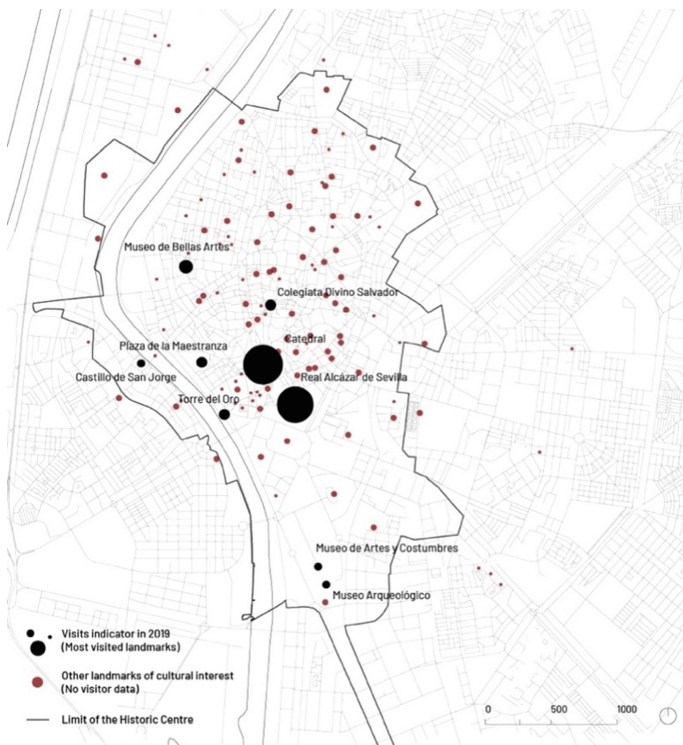 Museo de Bellas Artes
Colegiata Divino Salvador
Plaza de la Maestranza
Catedral
Castillo de San Jorge
Real Alcázar de Sevilla
Torre del Oro
Museo de Artes y Costumbres
Museo Arqueológico
Visits indicator in 2019
(Most visited landmarks)
Other landmarks of cultural interest
(No visitor data)
Limit of the Historic Centre
0 500 1000